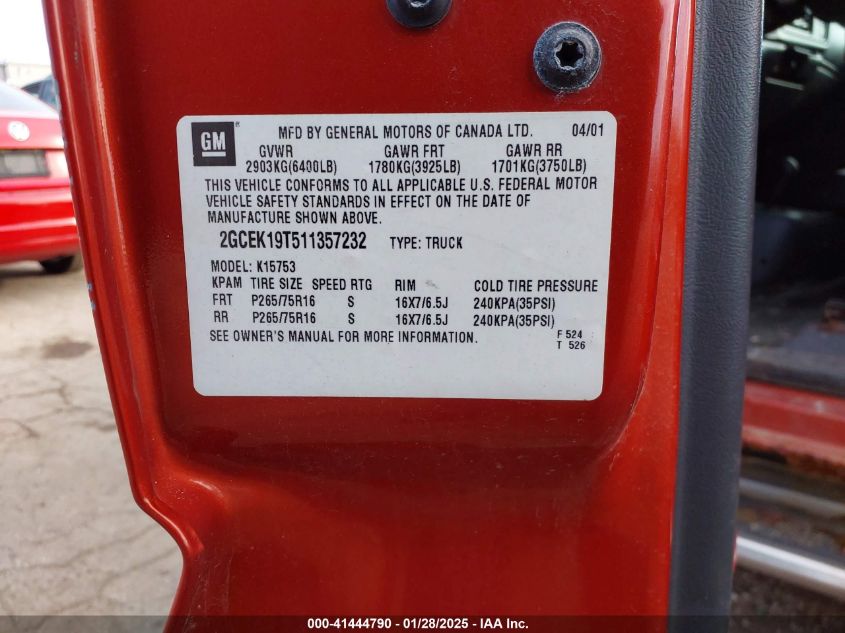 GM ® MFD BY GENERAL MOTORS OF CANADA LTD. 04/01
GVWR GAWR FRT GAWR RR
2903KG(6400LB) 1780KG(3925LB) 1701KG(3750LB)
THIS VEHICLE CONFORMS TO ALL APPLICABLE U.S. FEDERAL MOTOR
VEHICLE SAFETY STANDARDS IN EFFECT ON THE DATE OF
MANUFACTURE SHOWN ABOVE.
2GCEK19T511357232 TYPE: TRUCK
MODEL: K15753
KPAM TIRE SIZE SPEED RTG RIM COLD TIRE PRESSURE
FRT P265/75R16 S 16X7/6.5J 240KPA(35PSI)
RR P265/75R16 S 16X7/6.5J 240KPA(35PSI)
SEE OWNER'S MANUAL FOR MORE INFORMATION. F 524
T 526
000-41444790 - 01/28/2025 - IAA Inc.